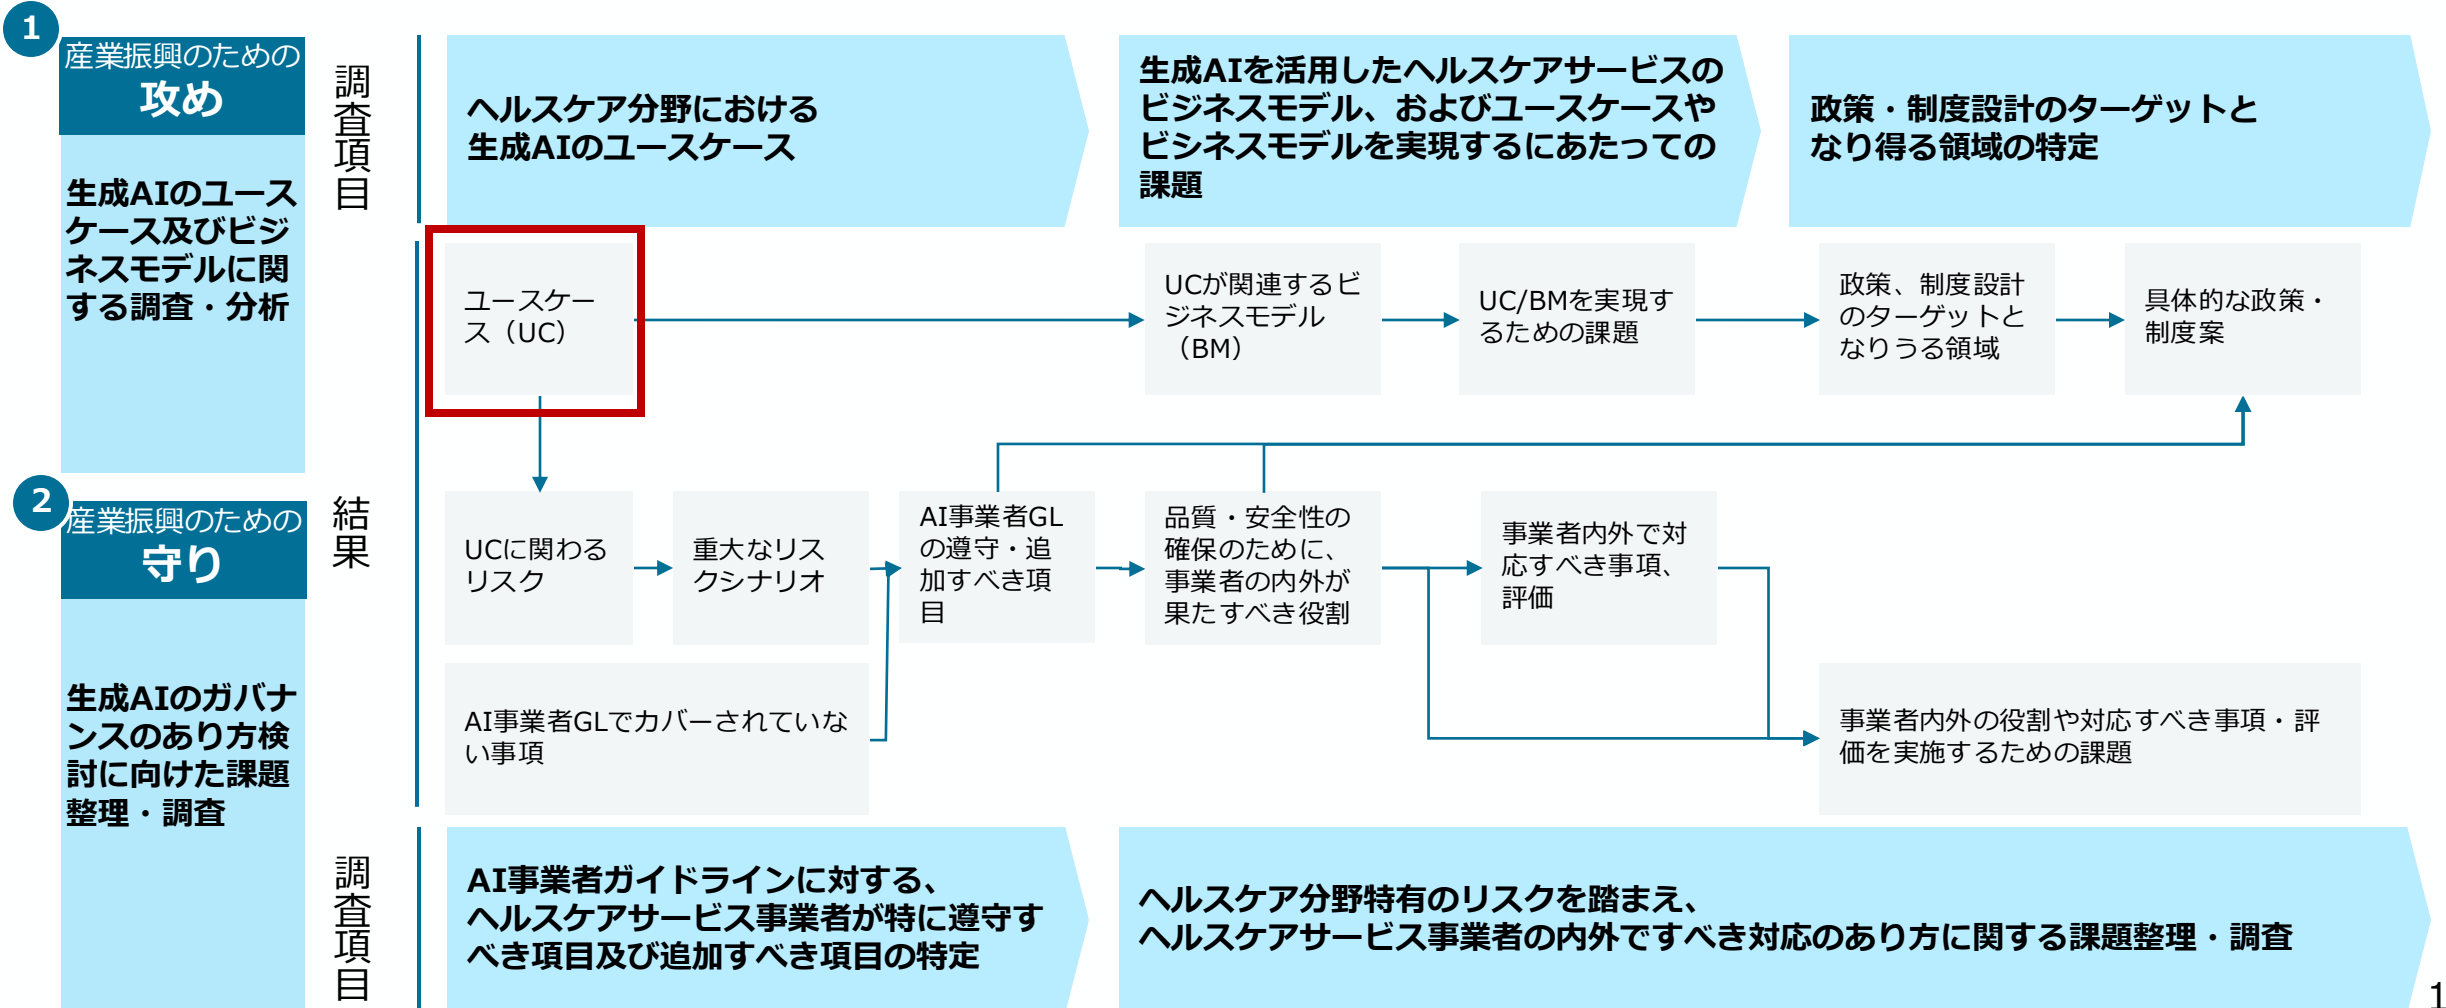 1
産業振興のための
攻め
生成AIのユース
ケース及びビジ
ネスモデルに関
する調査・分析
調査項目
ヘルスケア分野における
生成AIのユースケース
生成AIを活用したヘルスケアサービスの
ビジネスモデル、およびユースケースや
ビシネスモデルを実現するにあたっての
課題
政策・制度設計のターゲットと
なり得る領域の特定
結果
ユースケー
ス（UC）
UCが関連するビ
ジネスモデル
（BM）
UC/BMを実現す
るための課題
政策、制度設計
のターゲットと
なりうる領域
具体的な政策・
制度案
2
産業振興のための
守り
生成AIのガバナ
ンスのあり方検
討に向けた課題
整理・調査
UCに関わる
リスク
重大なリス
クシナリオ
AI事業者GL
の遵守・追
加すべき項
目
品質・安全性の
確保のために、
事業者の内外が
果たすべき役割
事業者内外で対
応すべき事項、
評価
AI事業者GLでカバーされていな
い事項
事業者内外の役割や対応すべき事項・評
価を実施するための課題
調査項目
AI事業者ガイドラインに対する、
ヘルスケアサービス事業者が特に遵守す
べき項目及び追加すべき項目の特定
ヘルスケア分野特有のリスクを踏まえ、
ヘルスケアサービス事業者の内外ですべき対応のあり方に関する課題整理・調査
1